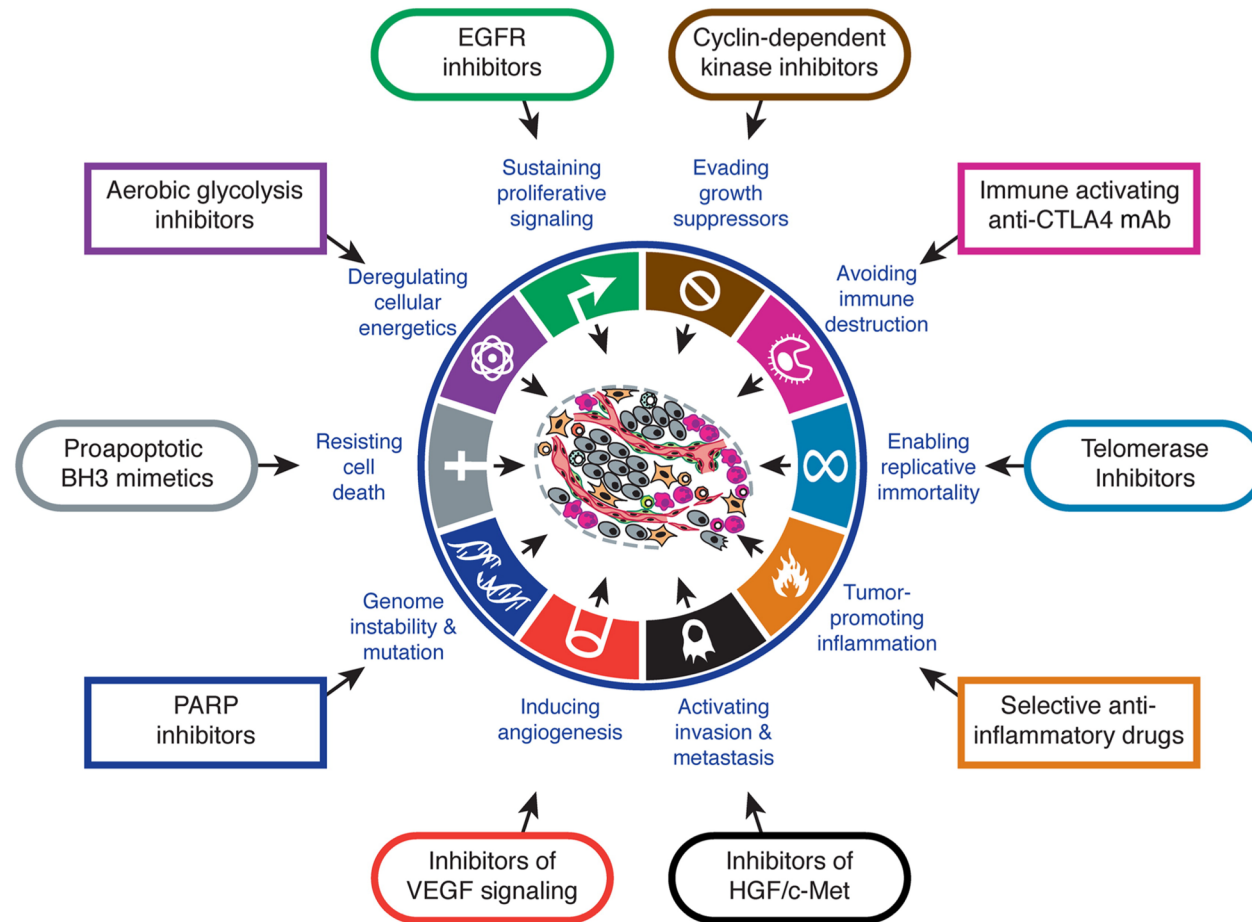 EGFR
inhibitors
Cyclin-dependent
kinase inhibitors
Sustaining
proliferative
signaling
Evading
growth
suppressors
Aerobic glycolysis
inhibitors
Immune activating
anti-CTLA4 mAb
Deregulating
cellular
energetics
Avoiding
immune
destruction
Proapoptotic
BH3 mimetics
Resisting
cell
death
Enabling
replicative
immortality
Telomerase
Inhibitors
Genome
instability &
mutation
Tumor-
promoting
inflammation
PARP
inhibitors
Inducing
angiogenesis
Activating
invasion &
metastasis
Selective anti-
inflammatory drugs
Inhibitors of
VEGF signaling
Inhibitors of
HGF/c-Met